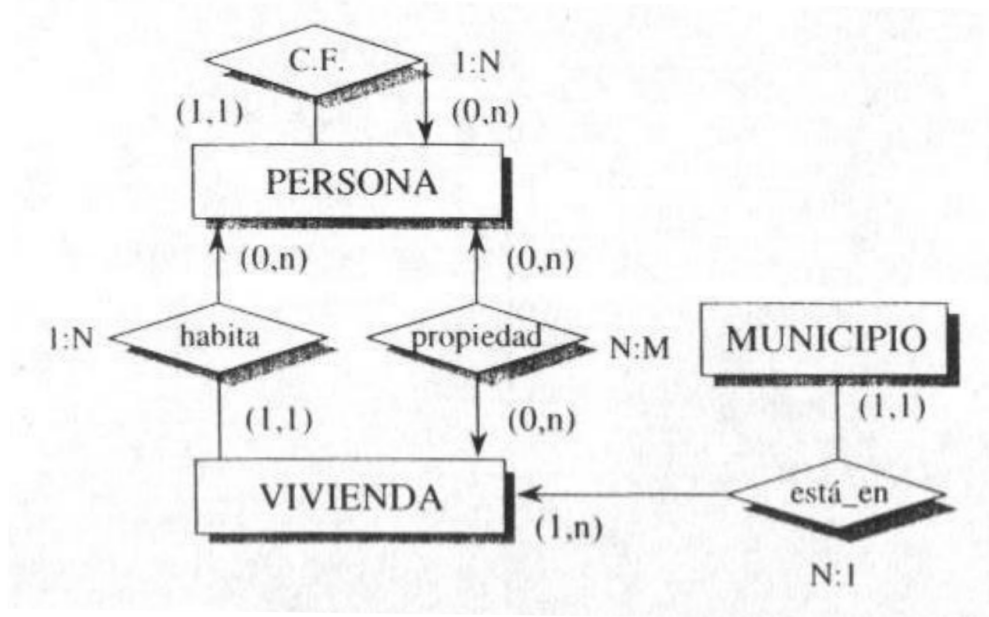 C.F.
1:N
(1,1)
(0,n)
PERSONA
(0,n)
(0,n)
1:N
habita
propiedad
N:M
MUNICIPIO
(1,1)
(0,n)
(1,1)
VIVIENDA
está_en
(1,n)
N:1